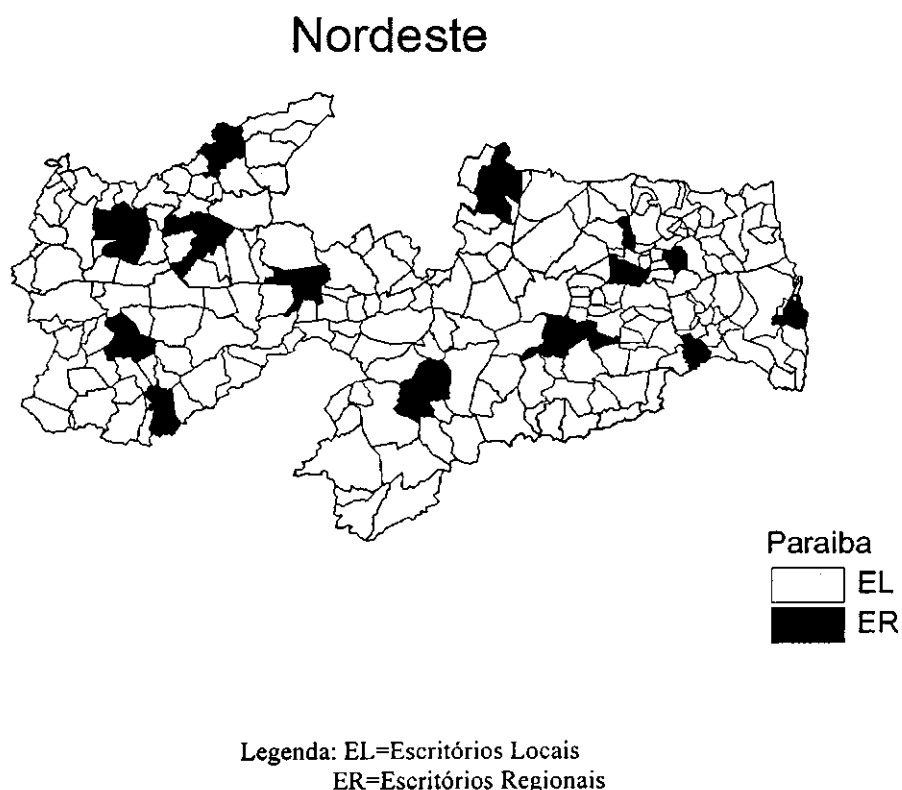 Nordeste
Paraiba
EL
ER
Legenda: EL=Escritórios Locais
ER=Escritórios Regionais